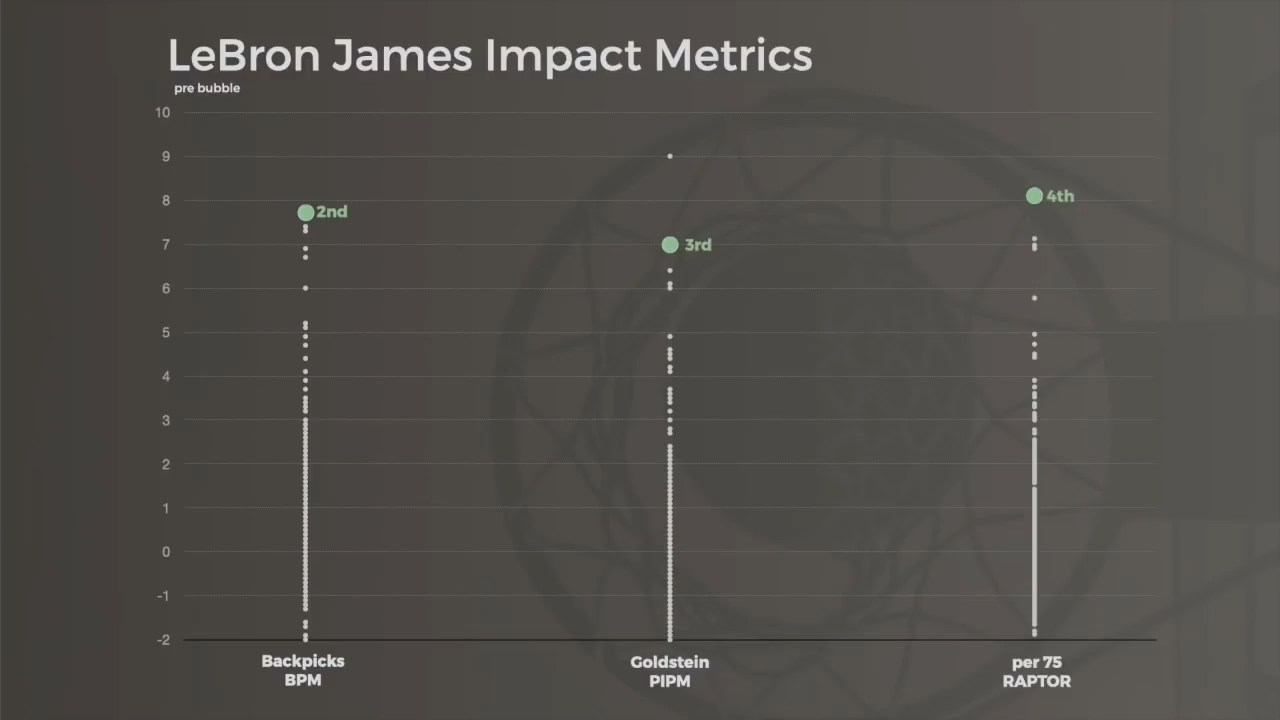 LeBron James Impact Metrics
pre bubble
10
9
8
7
6
5
4
3
2
1
0
-1
-2
2nd
3rd
4th
Backpicks
BPM
Goldstein
PIPM
per 75
RAPTOR